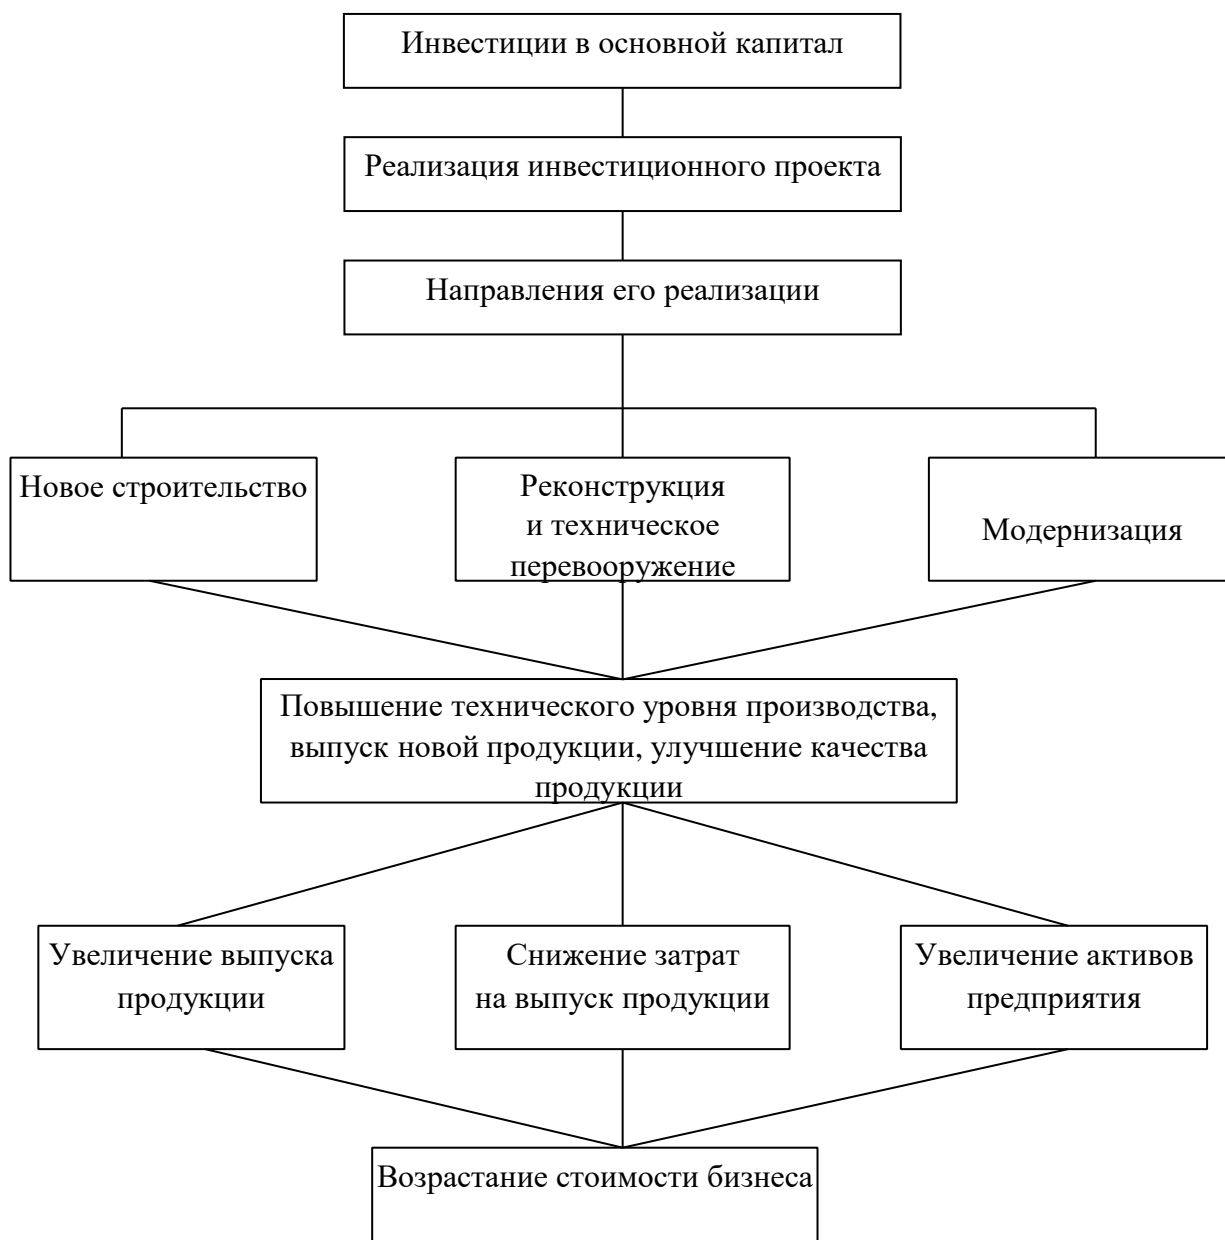 Инвестиции в основной капитал
Реализация инвестиционного проекта
Направления его реализации
Новое строительство
Реконструкция
и техническое
перевооружение
Модернизация
Повышение технического уровня производства,
выпуск новой продукции, улучшение качества
продукции
Увеличение выпуска
продукции
Снижение затрат
на выпуск продукции
Увеличение активов
предприятия
Возрастание стоимости бизнеса